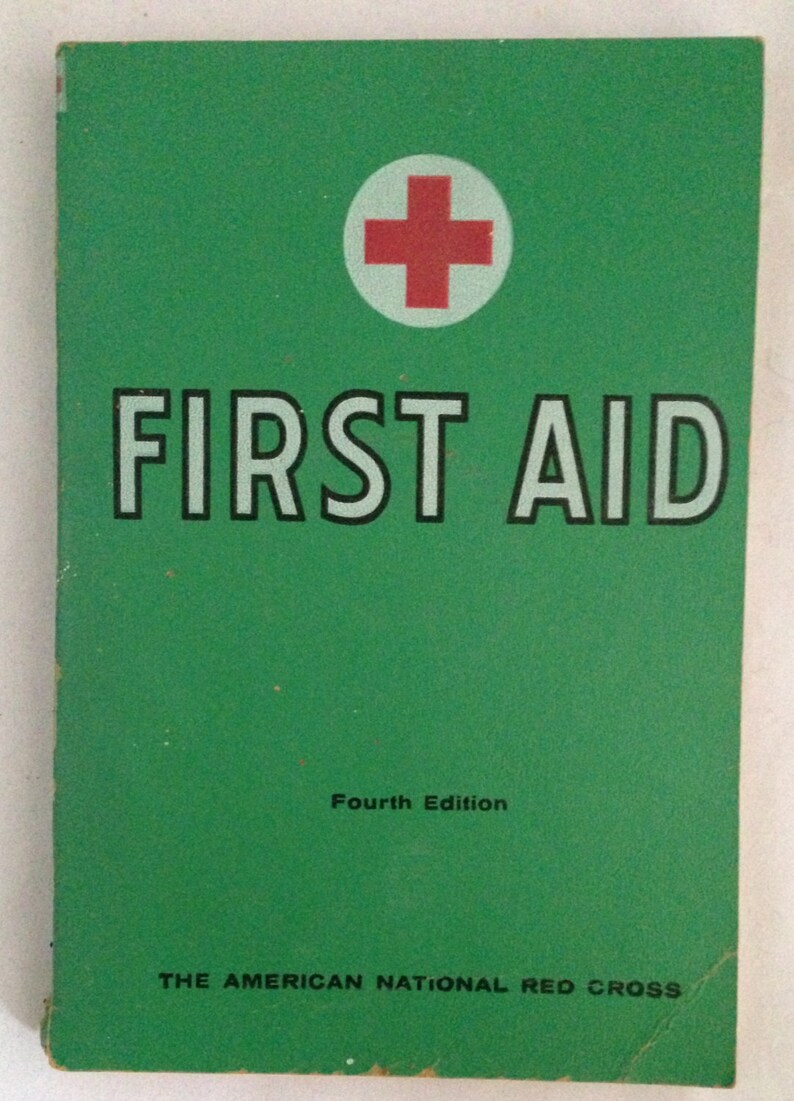 FIRST AID
Fourth Edition
THE AMERICAN NATIONAL RED CROSS